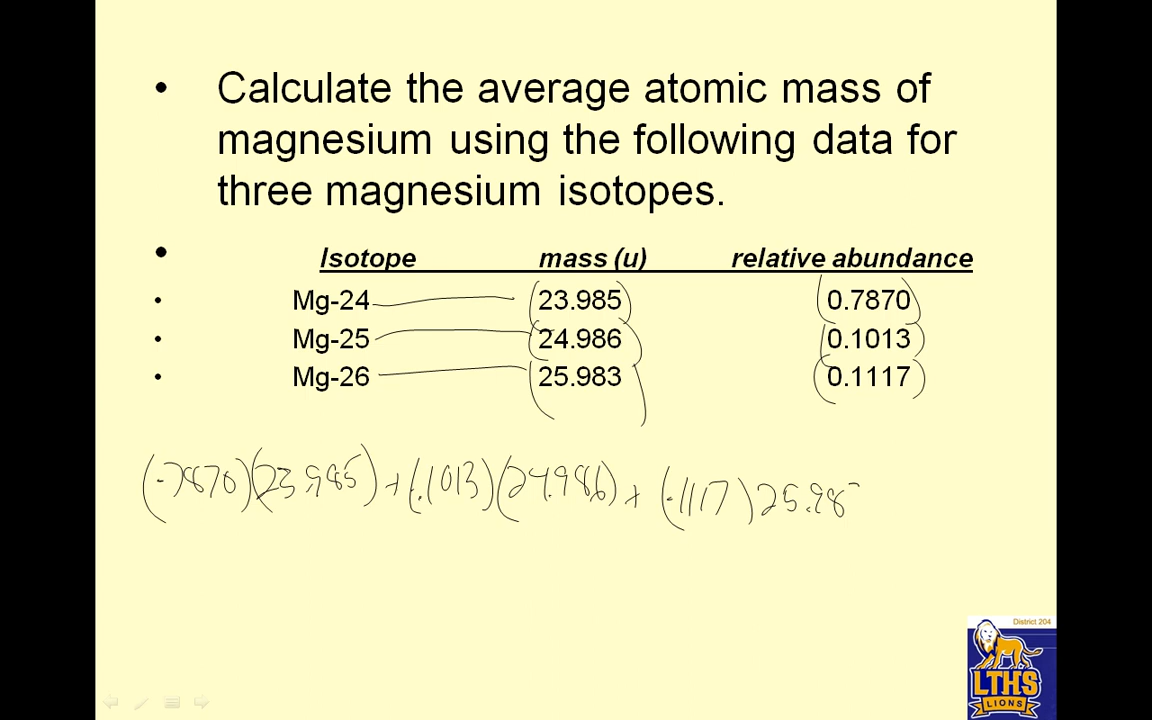 • Calculate the average atomic mass of
magnesium using the following data for
three magnesium isotopes.
• Isotope mass (u) relative abundance
• Mg-24 23.985 0.7870
• Mg-25 24.986 0.1013
• Mg-26 25.983 0.1117
(.7870)(23.985) + (.1013)(24.986) + (.1117)25.98
District 204
LTHS
LIONS